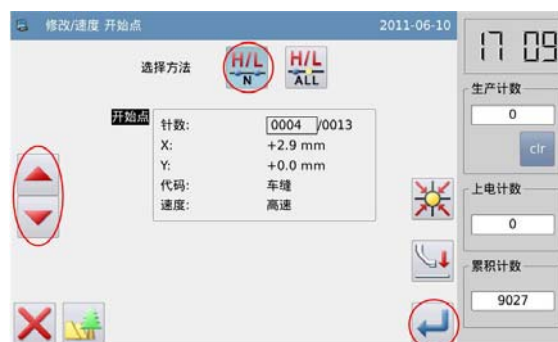 修改/速度 开始点 2011-06-10
17 09
选择方法 H/L N H/L ALL
生产计数
0
clr
开始点
针数: 0004 /0013
X: +2.9 mm
Y: +0.0 mm
代码: 车缝
速度: 高速
上电计数
0
累积计数
9027